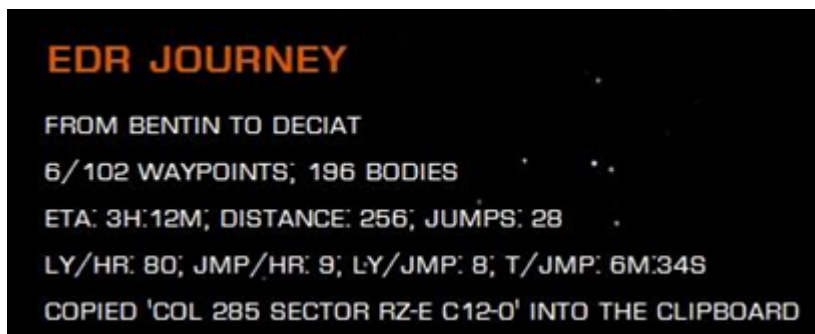 EDR JOURNEY
FROM BENTIN TO DECIAT
6/102 WAYPOINTS; 196 BODIES
ETA: 3H:12M; DISTANCE: 256; JUMPS: 28
LY/HR: 80; JMP/HR: 9; LY/JMP: 8; T/JMP: 6M:34S
COPIED 'COL 285 SECTOR RZ-E C12-0' INTO THE CLIPBOARD